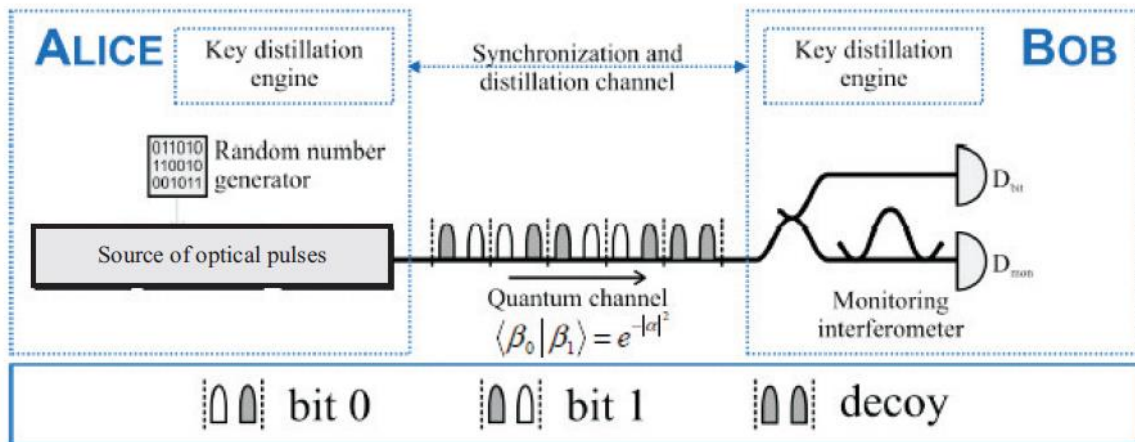 ALICE
Key distillation
engine
Synchronization and
distillation channel
Key distillation
engine
BOB
011010
110010
001011
Random number
generator
Source of optical pulses
D_bit
D_mon
Quantum channel
⟨β₀|β₁⟩ = e^{-|α|²}
Monitoring
interferometer
bit 0
bit 1
decoy